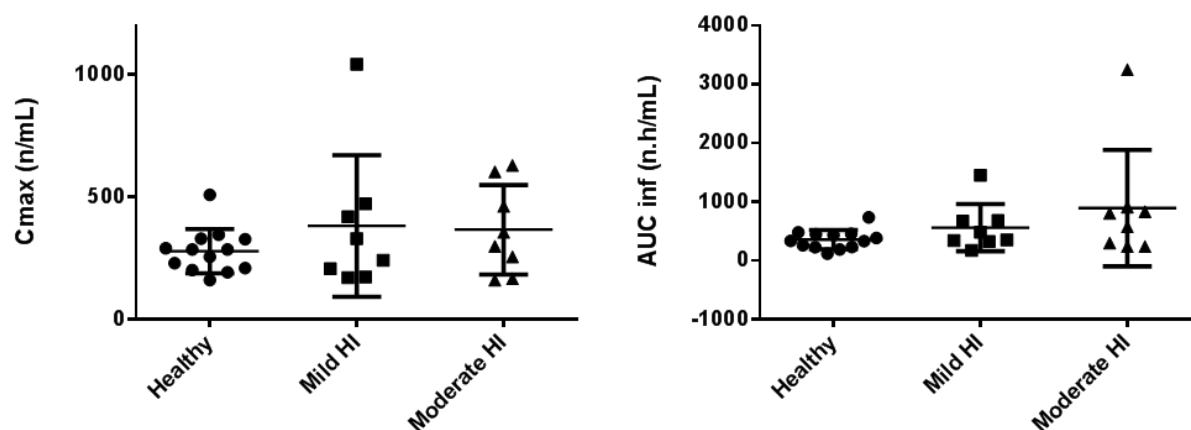 Cmax (n/mL)
1000
500
0
Healthy
Mild HI
Moderate HI
AUC inf (n.h/mL)
4000
3000
2000
1000
0
-1000
Healthy
Mild HI
Moderate HI